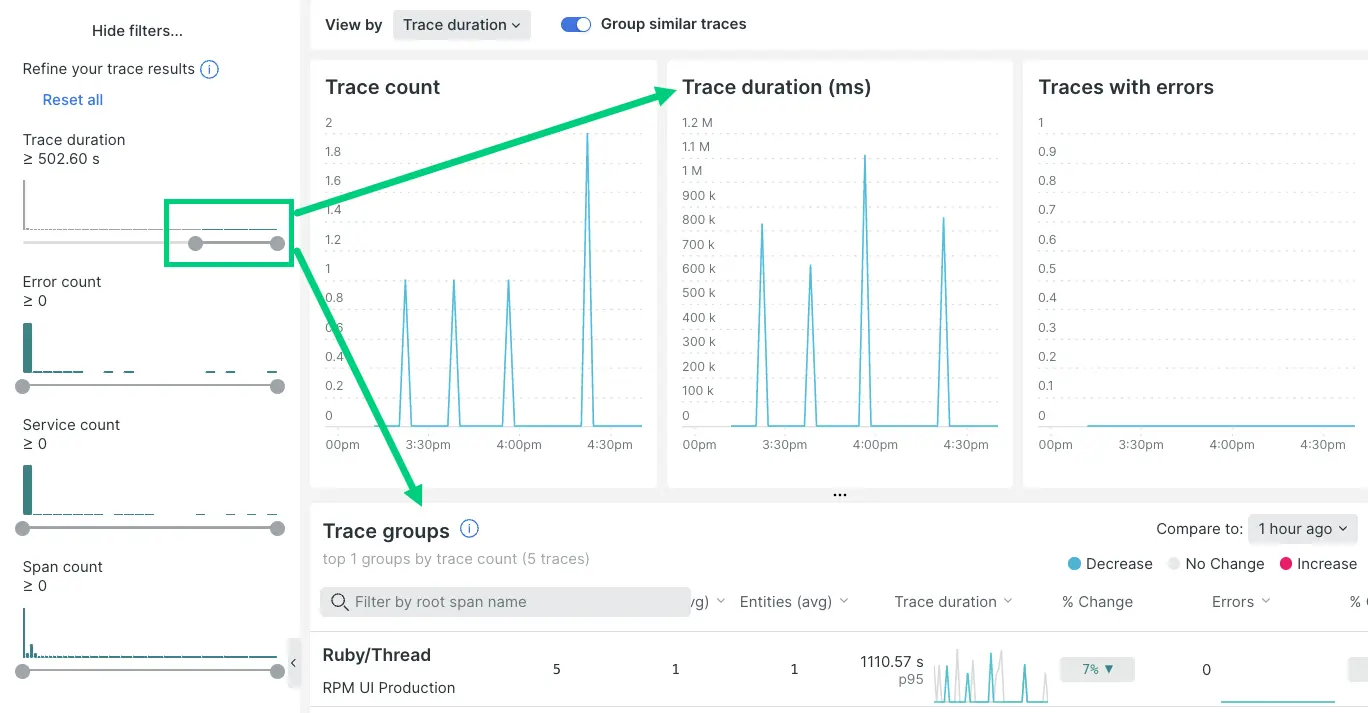 Hide filters...
Refine your trace results
Reset all
Trace duration
≥ 502.60 s
Error count
≥ 0
Service count
≥ 0
Span count
≥ 0
View by Trace duration Group similar traces
Trace count
2
1.8
1.6
1.4
1.2
1
0.8
0.6
0.4
0.2
0
00pm 3:30pm 4:00pm 4:30pm
Trace duration (ms)
1.2 M
1.1 M
1 M
900 k
800 k
700 k
600 k
500 k
400 k
300 k
200 k
100 k
0
00pm 3:30pm 4:00pm 4:30pm
Traces with errors
1
0.9
0.8
0.7
0.6
0.5
0.4
0.3
0.2
0.1
0
00pm 3:30pm 4:00pm 4:30pm
...
Trace groups
top 1 groups by trace count (5 traces)
Compare to: 1 hour ago
Decrease No Change Increase
Filter by root span name vg) Entities (avg) Trace duration % Change Errors %
Ruby/Thread
RPM UI Production
5 1 1 1110.57 s 7% ▼ 0
p95